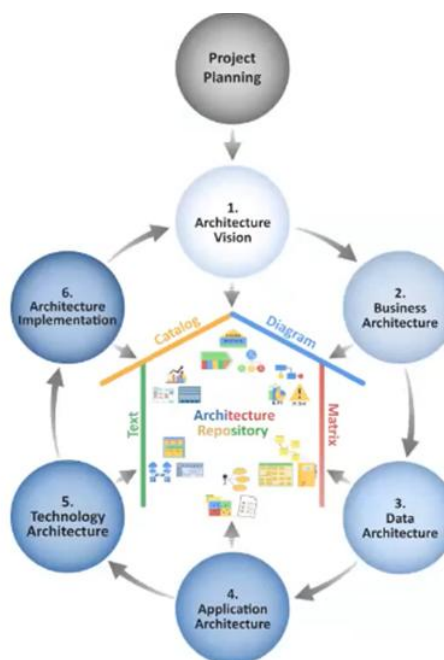 Project
Planning
1.
Architecture
Vision
2.
Business
Architecture
3.
Data
Architecture
4.
Application
Architecture
5.
Technology
Architecture
6.
Architecture
Implementation
Catalog
Diagram
Text
Matrix
Architecture
Repository